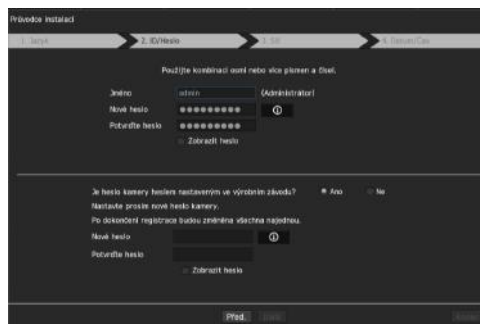 Průvodce instalací
1. Jazyk
2. ID/Heslo
3. Síť
4. Datum/Čas
Použijte kombinaci osmi nebo více písmen a čísel.
Jméno admin (Administrátor)
Nové heslo
Potvrďte heslo
Zobrazit heslo
Je heslo kamery heslem nastaveným ve výrobním závodu? Ano Ne
Nastavte prosím nové heslo kamery.
Po dokončení registrace budou změněna všechna najednou.
Nové heslo
Potvrďte heslo
Zobrazit heslo
Před.